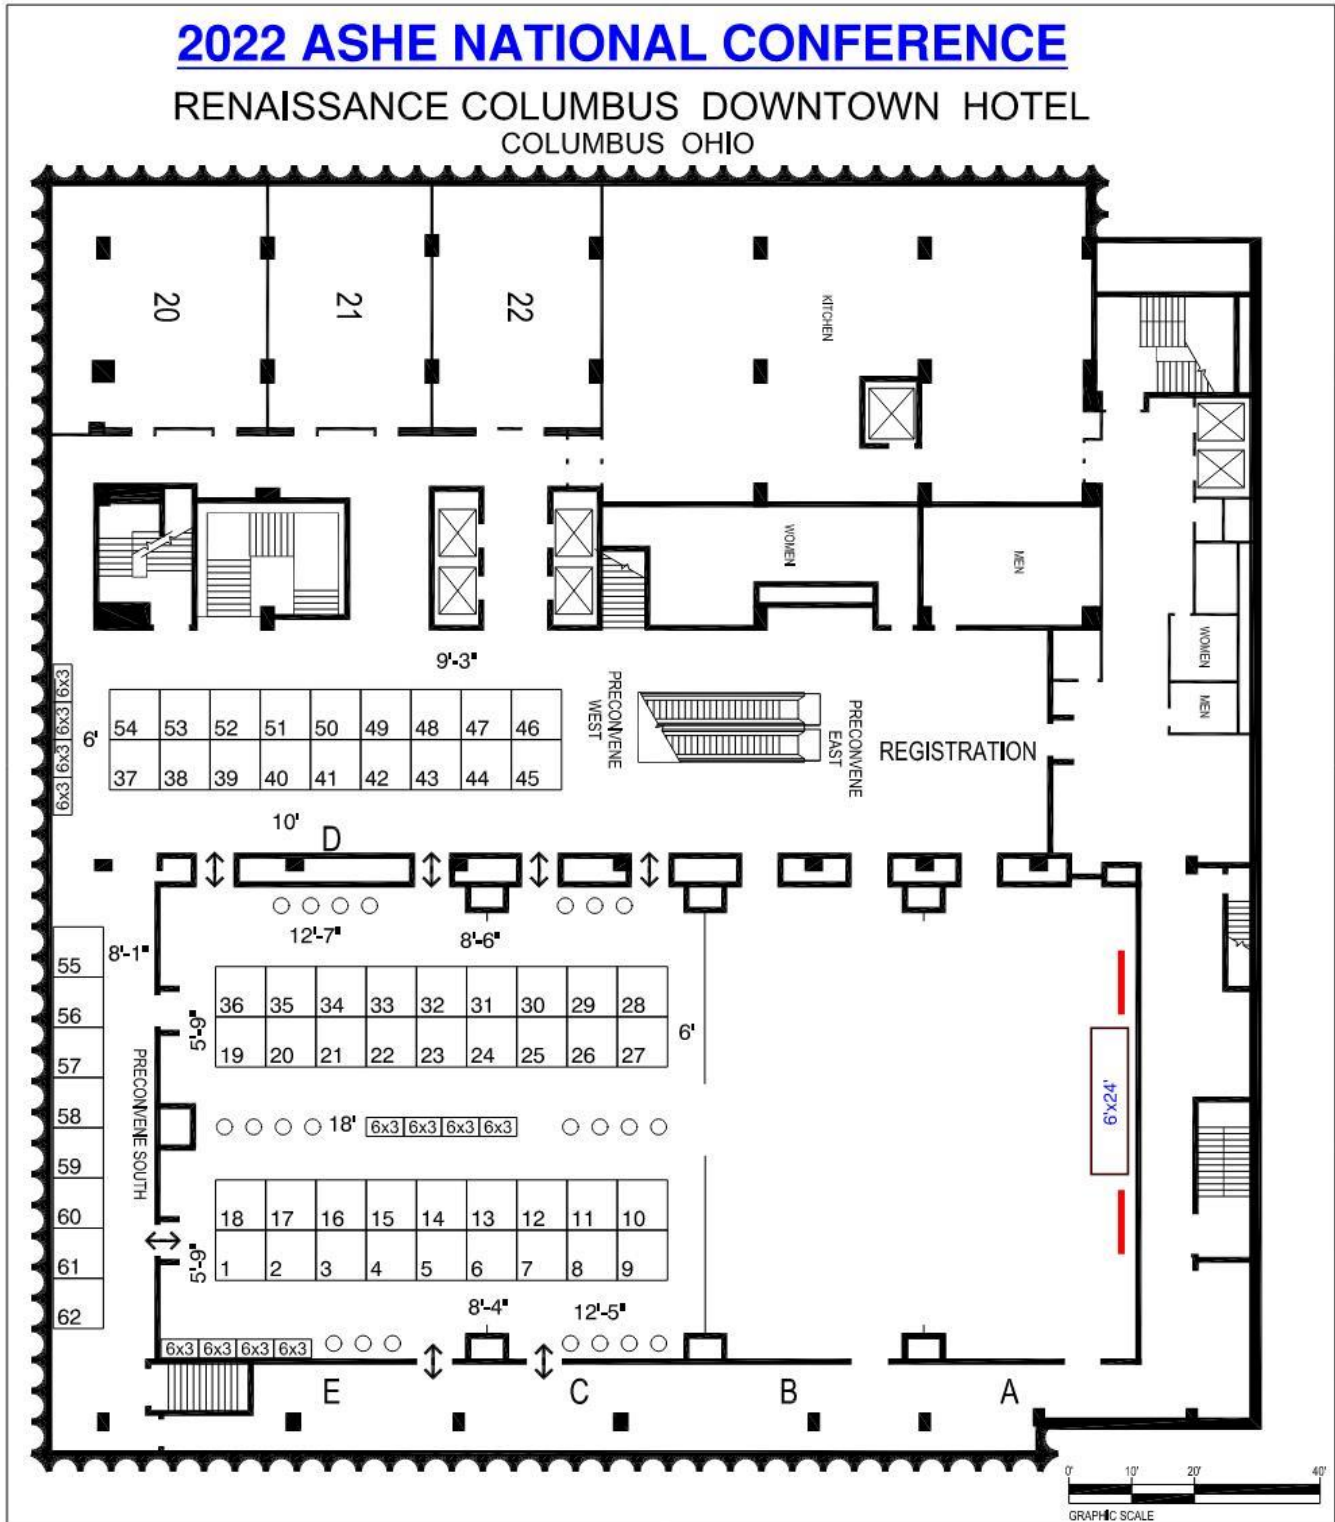 2022 ASHE NATIONAL CONFERENCE
RENAISSANCE COLUMBUS DOWNTOWN HOTEL
COLUMBUS OHIO
20
21
22
KITCHEN
WOMEN
MEN
WOMEN
MEN
9'-3"
6x3
6x3
6x3
6x3
6'
54 53 52 51 50 49 48 47 46
37 38 39 40 41 42 43 44 45
PRECONVENE
WEST
PRECONVENE
EAST
REGISTRATION
10'
D
12'-7"
8'-6"
8'-1"
55
56
57
58
59
60
61
62
PRECONVENE SOUTH
5'-9"
36 35 34 33 32 31 30 29 28
19 20 21 22 23 24 25 26 27
6'
18'
6x3 6x3 6x3 6x3
6'x24'
5'-9"
18 17 16 15 14 13 12 11 10
1 2 3 4 5 6 7 8 9
8'-4"
12'-5"
6x3 6x3 6x3 6x3
E
C
B
A
0' 10' 20' 40'
GRAPHIC SCALE